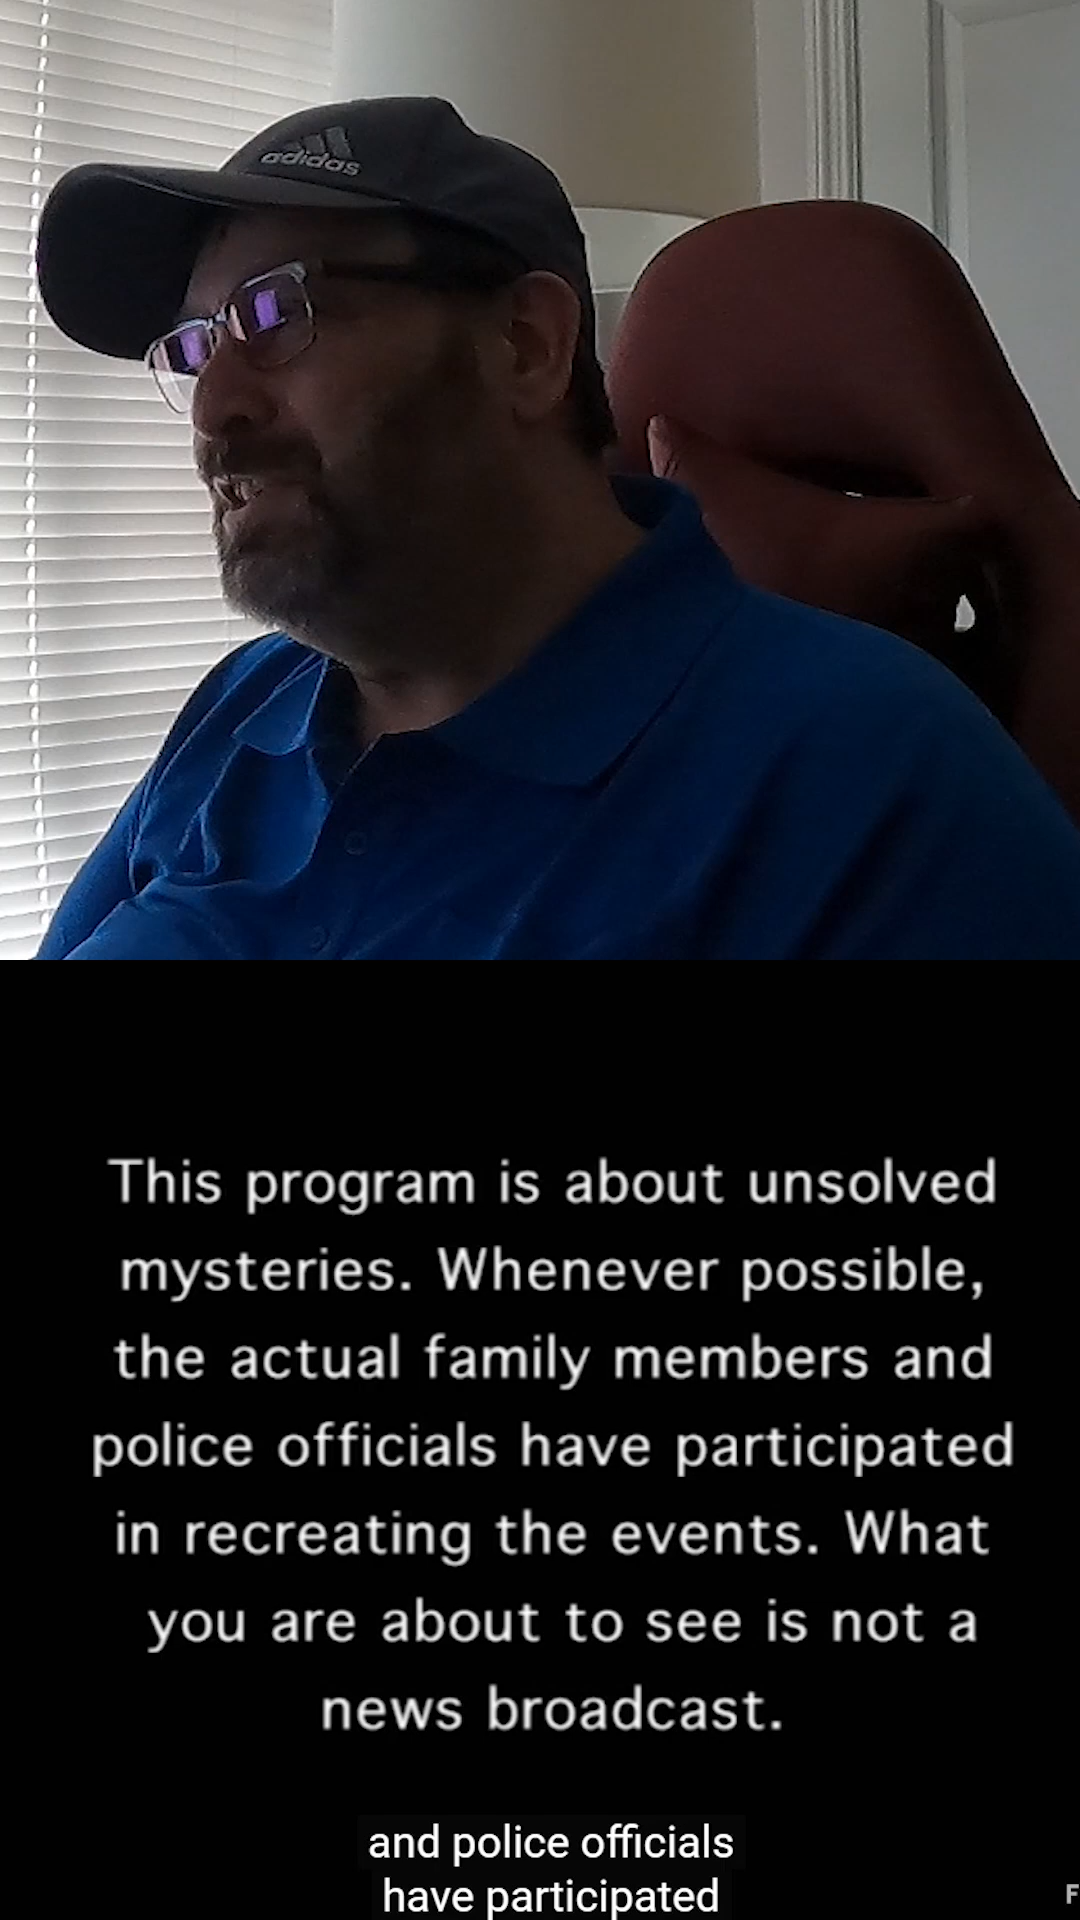 adidas
This program is about unsolved
mysteries. Whenever possible,
the actual family members and
police officials have participated
in recreating the events. What
you are about to see is not a
news broadcast.
and police officials
have participated
F